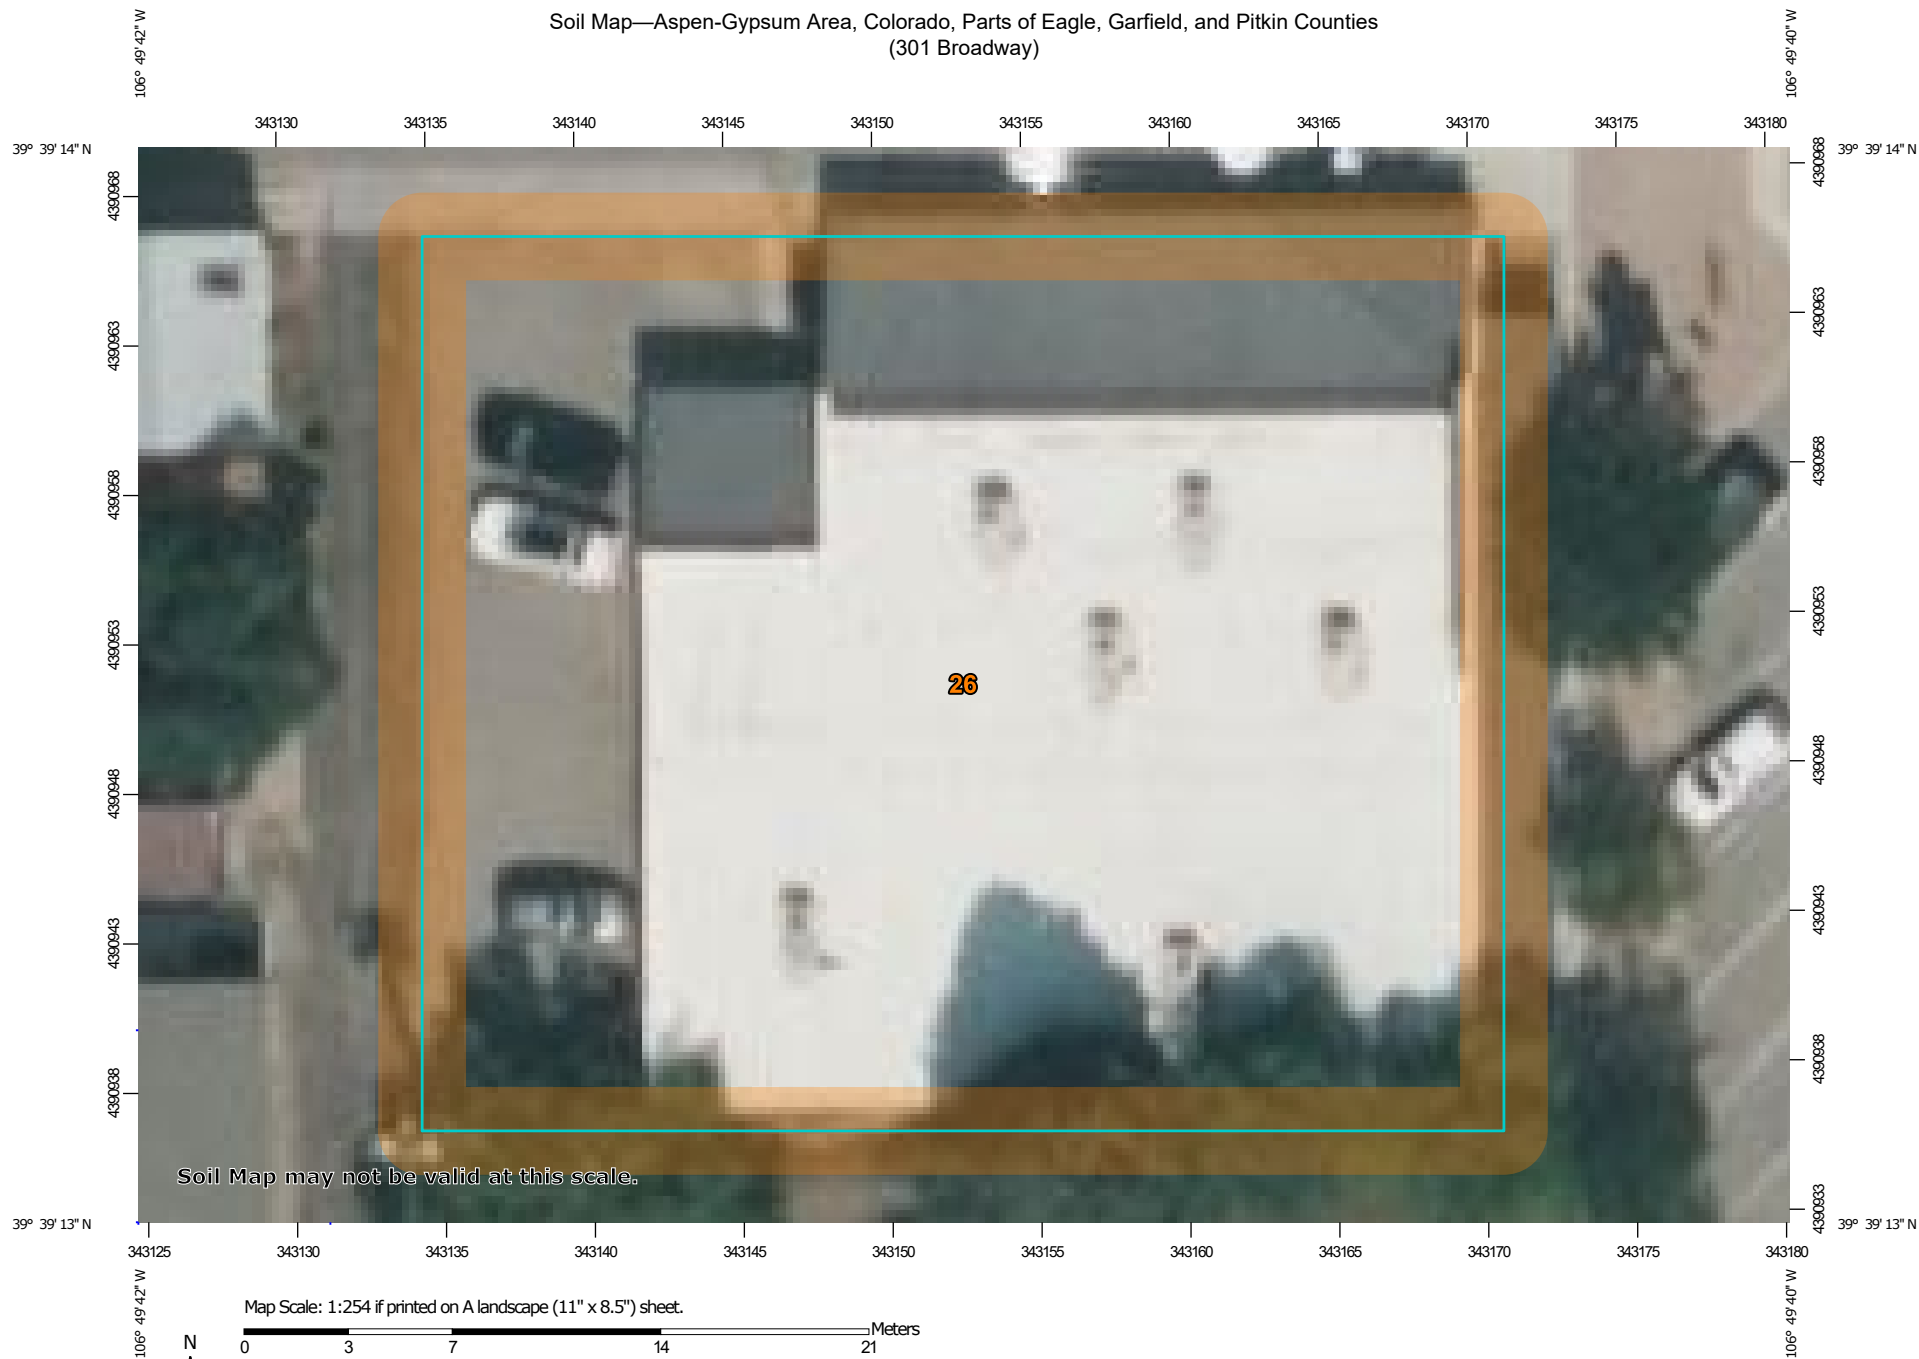 Soil Map—Aspen-Gypsum Area, Colorado, Parts of Eagle, Garfield, and Pitkin Counties
(301 Broadway)
106° 49' 42" W
106° 49' 40" W
343130 343135 343140 343145 343150 343155 343160 343165 343170 343175 343180
39° 39' 14" N
39° 39' 14" N
4390968
4390963
4390958
4390953
4390948
4390943
4390938
4390968
4390963
4390958
4390953
4390948
4390943
4390938
4390933
26
Soil Map may not be valid at this scale.
39° 39' 13" N
39° 39' 13" N
343125 343130 343135 343140 343145 343150 343155 343160 343165 343170 343175 343180
106° 49' 42" W
106° 49' 40" W
Map Scale: 1:254 if printed on A landscape (11" x 8.5") sheet.
Meters
N
0 3 7 14 21